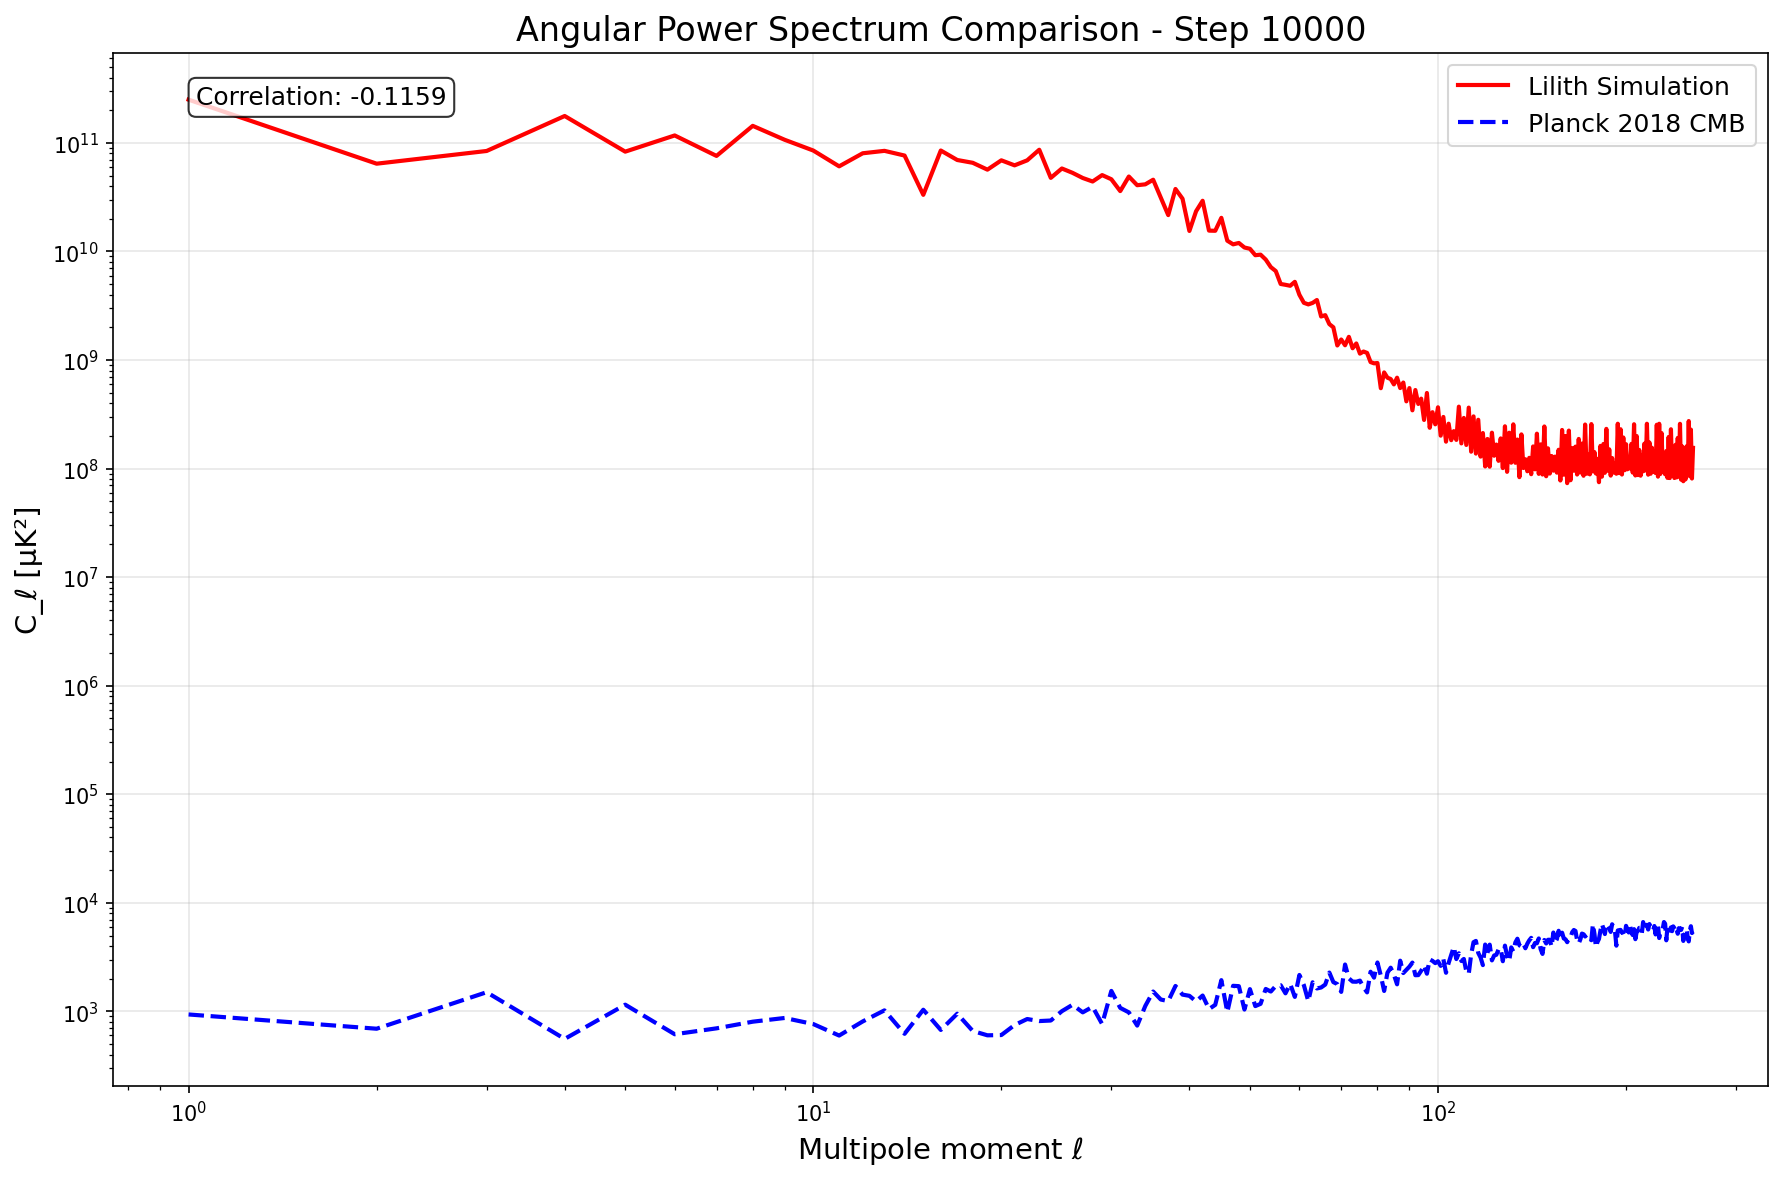 Angular Power Spectrum Comparison - Step 10000
Correlation: -0.1159
Lilith Simulation
Planck 2018 CMB
C_ℓ [μK²]
10¹¹
10¹⁰
10⁹
10⁸
10⁷
10⁶
10⁵
10⁴
10³
10⁰ 10¹ 10²
Multipole moment ℓ